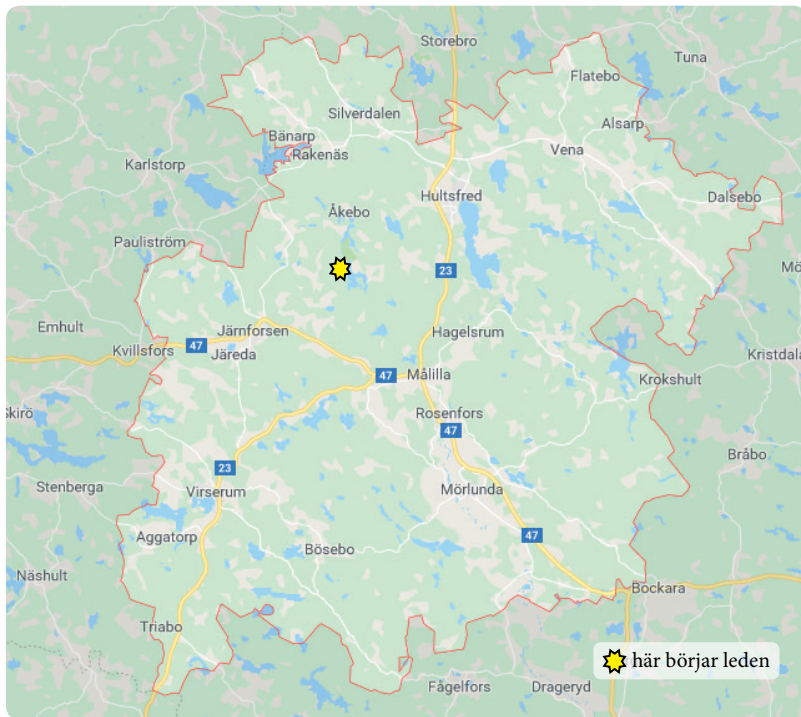 Storebro
Tuna
Flatebo
Silverdalen
Alsarp
Bänarp
Rakenäs
Vena
Karlstorp
Hultsfred
Dalsebo
Åkebo
Pauliström
Mö
23
Emhult
Järnforsen
Hagelsrum
47
Kvillsfors
Järeda
Kristdala
47
Målilla
Krokshult
Skirö
Rosenfors
47
Bråbo
23
Stenberga
Virserum
Mörlunda
Aggatorp
47
Bösebo
Näshult
Bockara
Triabo
här börjar leden
Fågelfors
Drageryd